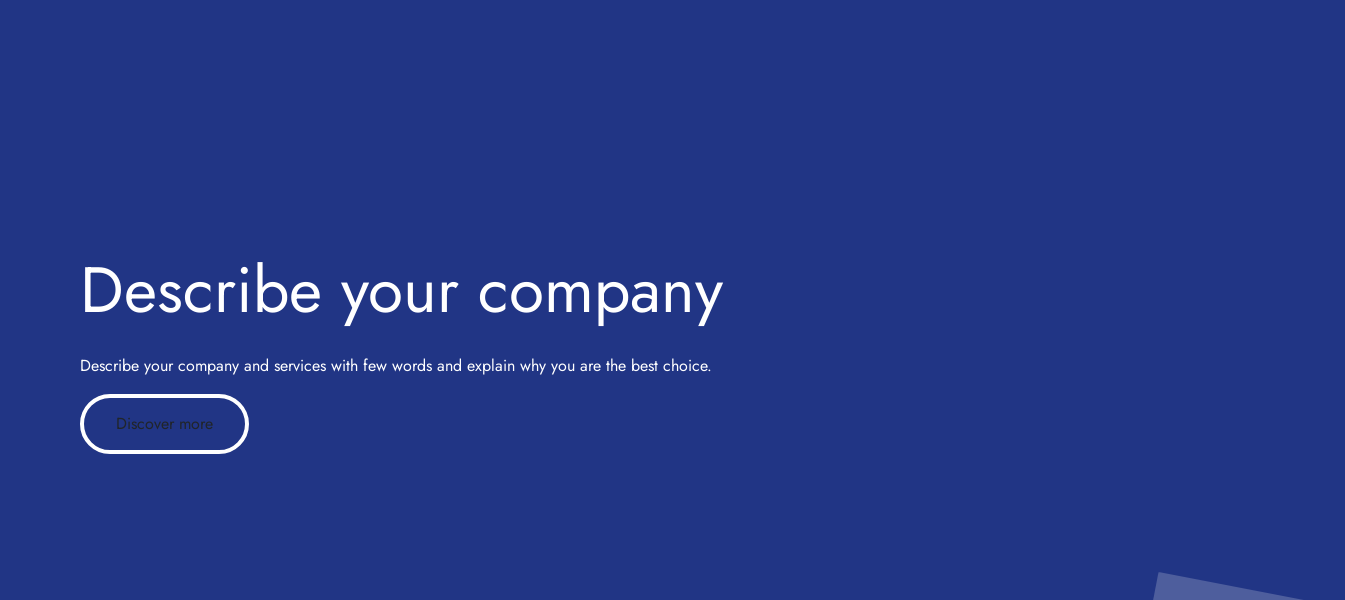 Describe your company
Describe your company and services with few words and explain why you are the best choice.
Discover more